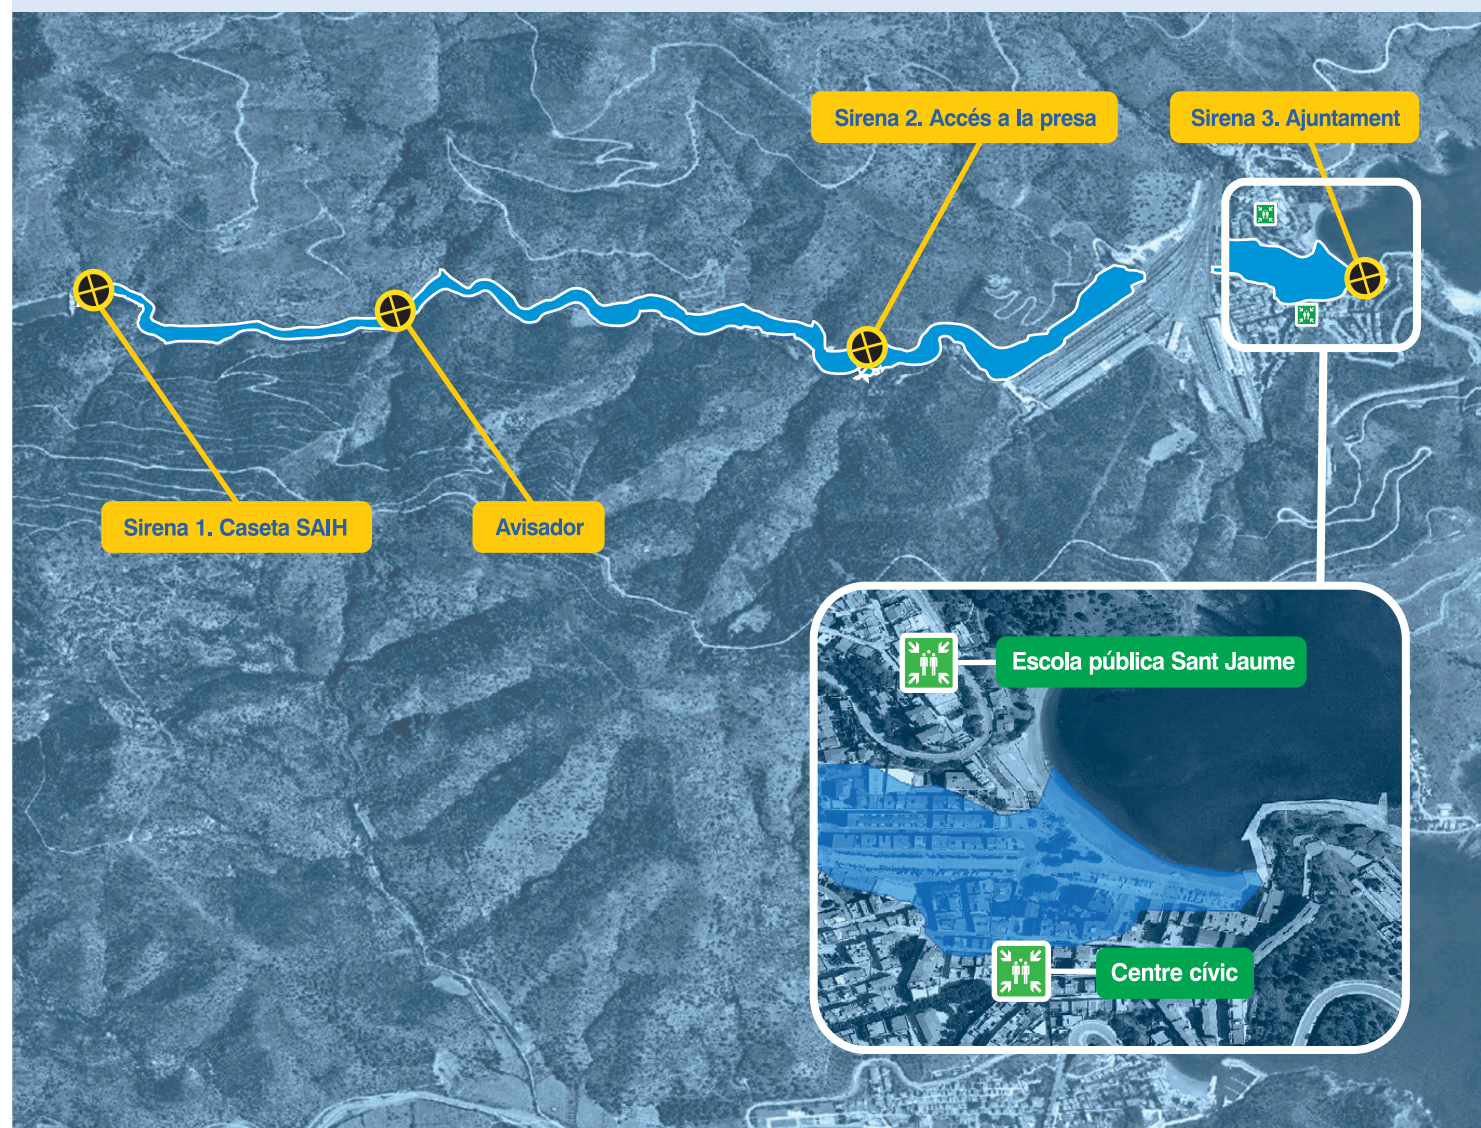 Sirena 2. Accés a la presa
Sirena 3. Ajuntament
Sirena 1. Caseta SAIH
Avisador
Escola pública Sant Jaume
Centre cívic